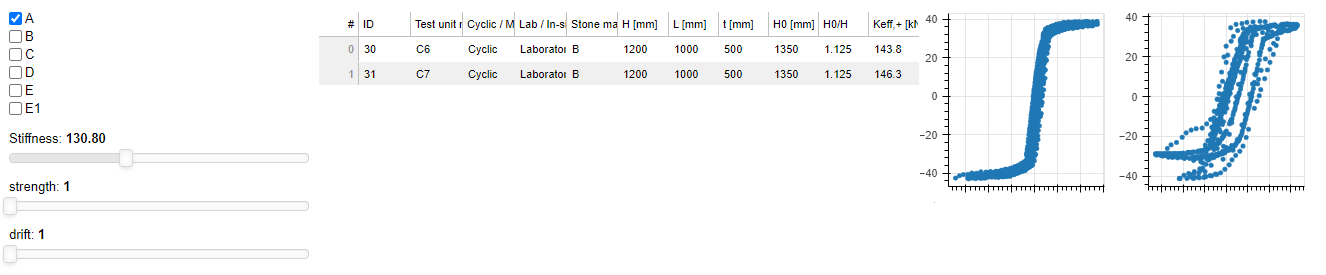 A
B
C
D
E
E1
Stiffness: 130.80
strength: 1
drift: 1
# ID Test unit r Cyclic / M Lab / In-si Stone ma H [mm] L [mm] t [mm] H0 [mm] H0/H Keff,+ [kN
0 30 C6 Cyclic Laborator B 1200 1000 500 1350 1.125 143.8
1 31 C7 Cyclic Laborator B 1200 1000 500 1350 1.125 146.3
40
20
0
−20
−40
40
20
0
−20
−40